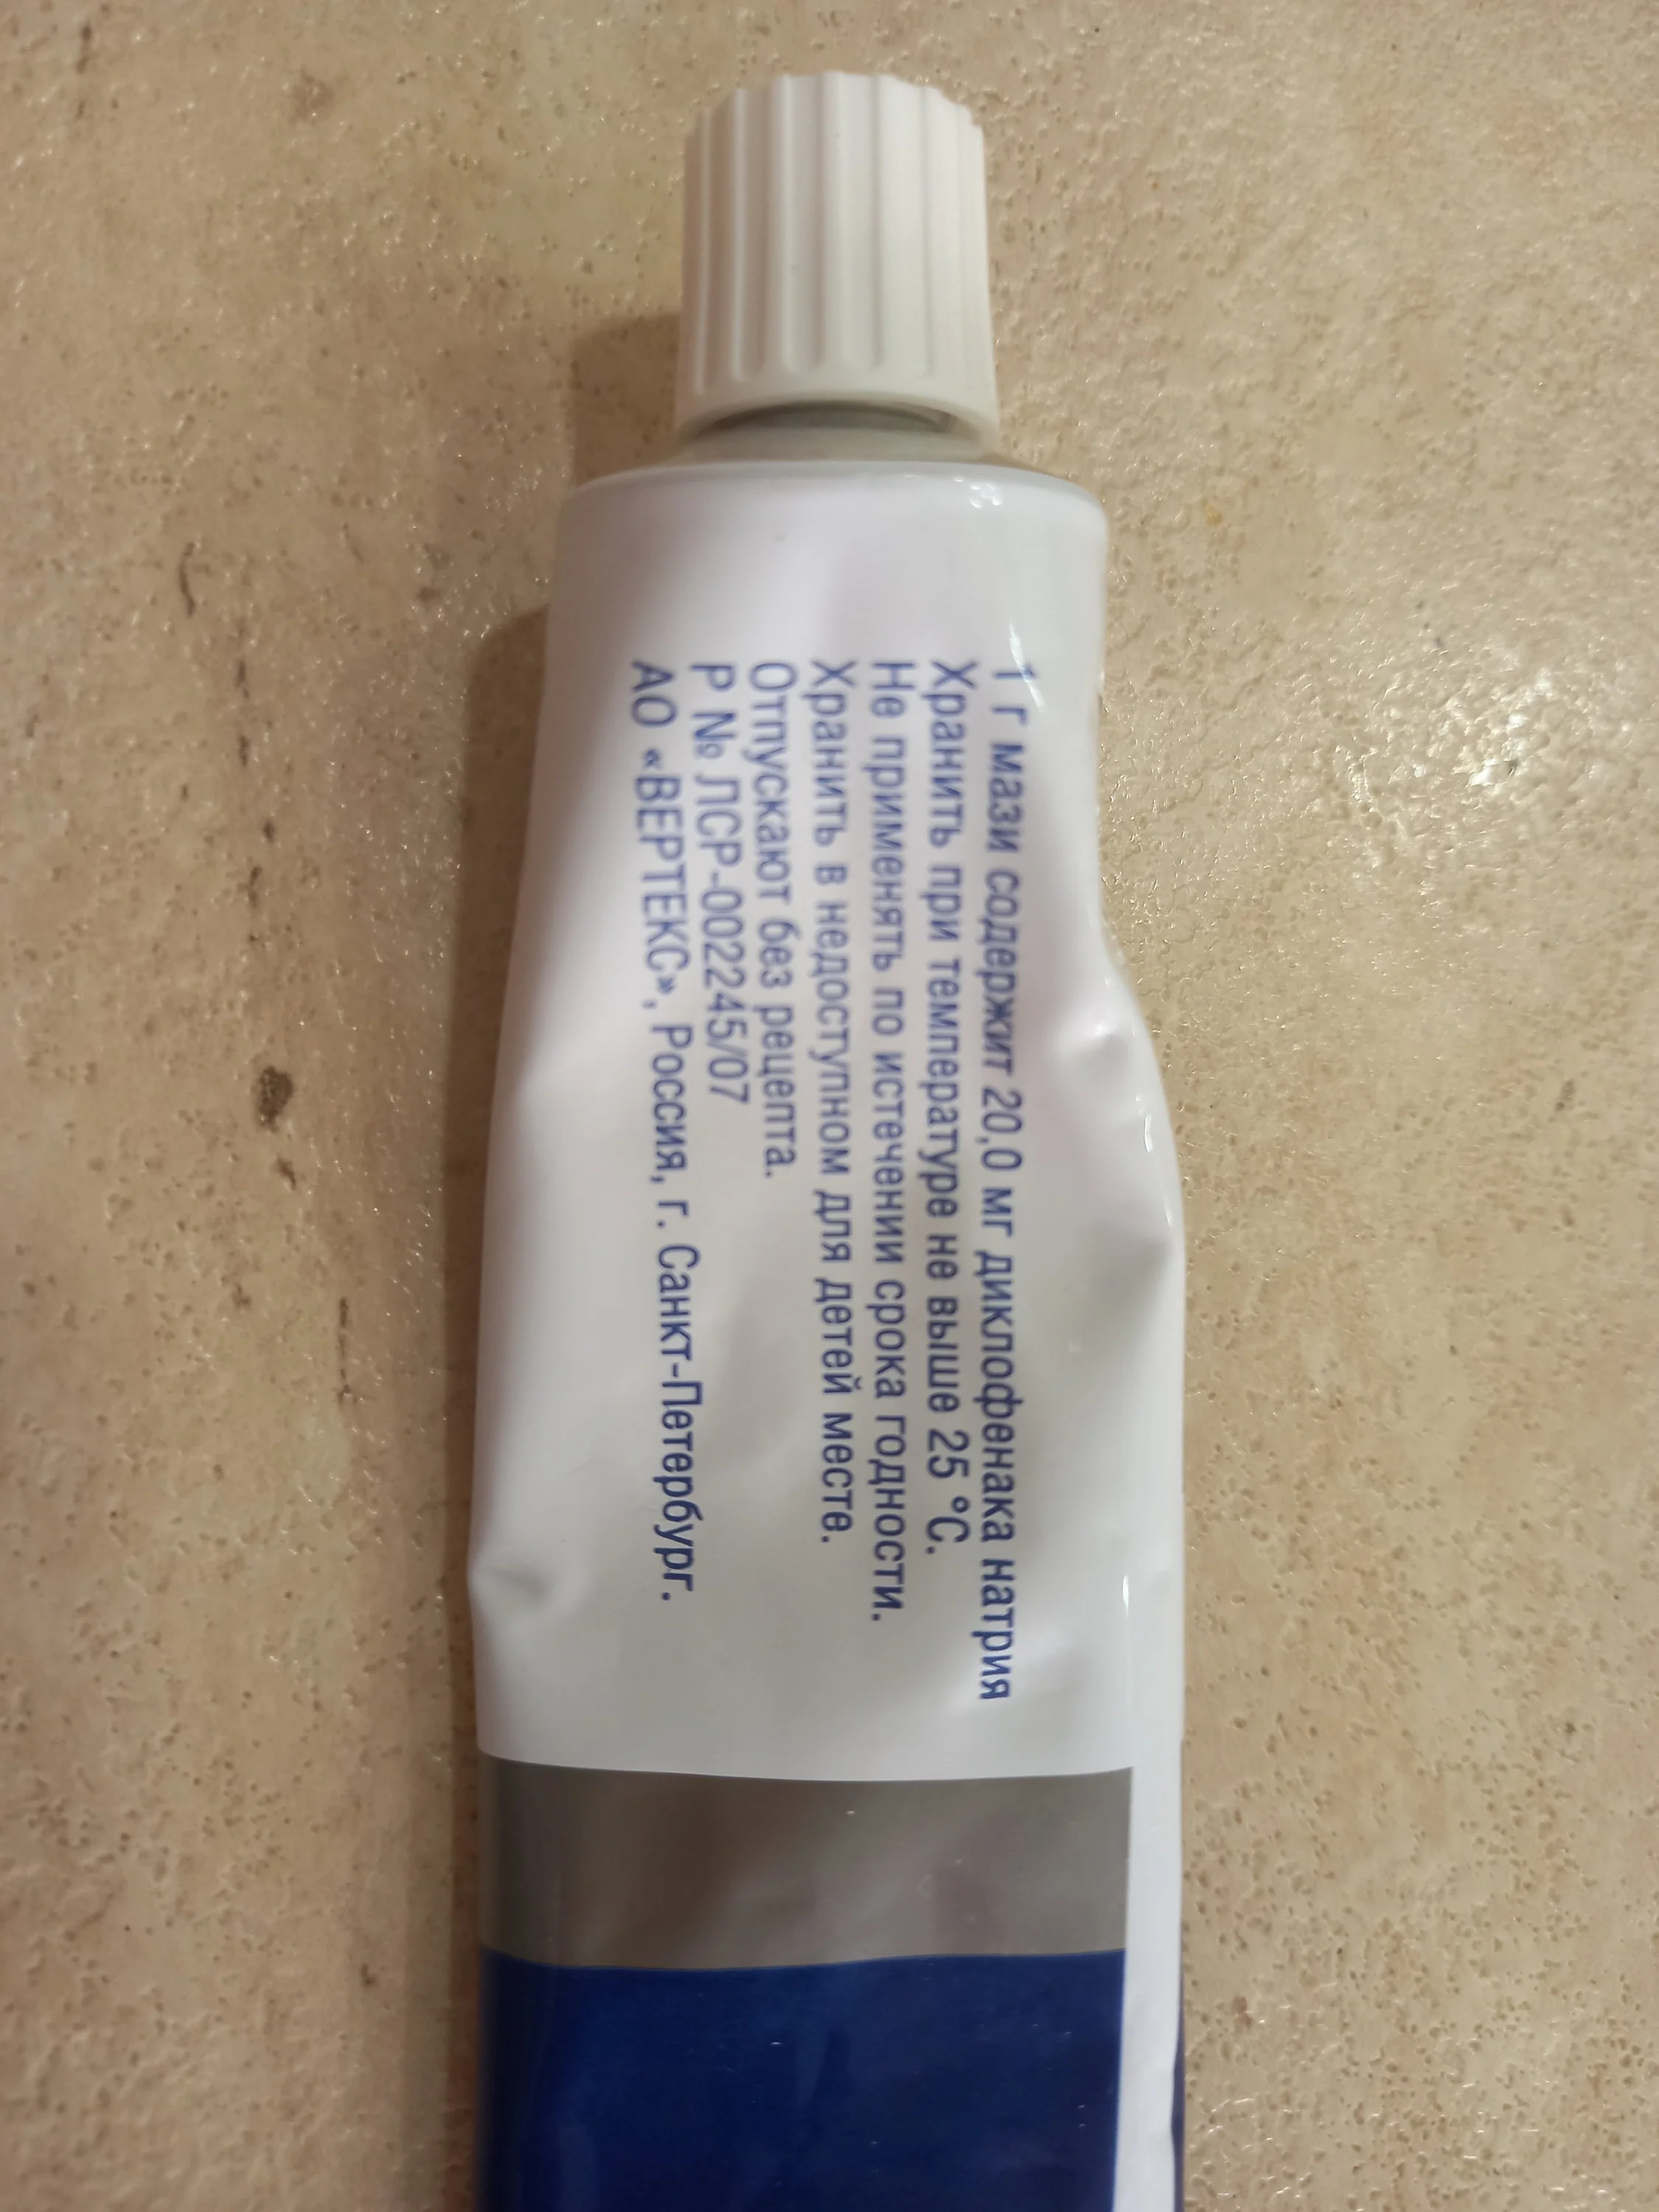 1 г мази содержит 20,0 мг диклофенака натрия
Хранить при температуре не выше 25 °С.
Не применять по истечении срока годности.
Хранить в недоступном для детей месте.
Отпускают без рецепта.
Р № ЛСР-002245/07
АО «ВЕРТЕКС», Россия, г. Санкт-Петербург.